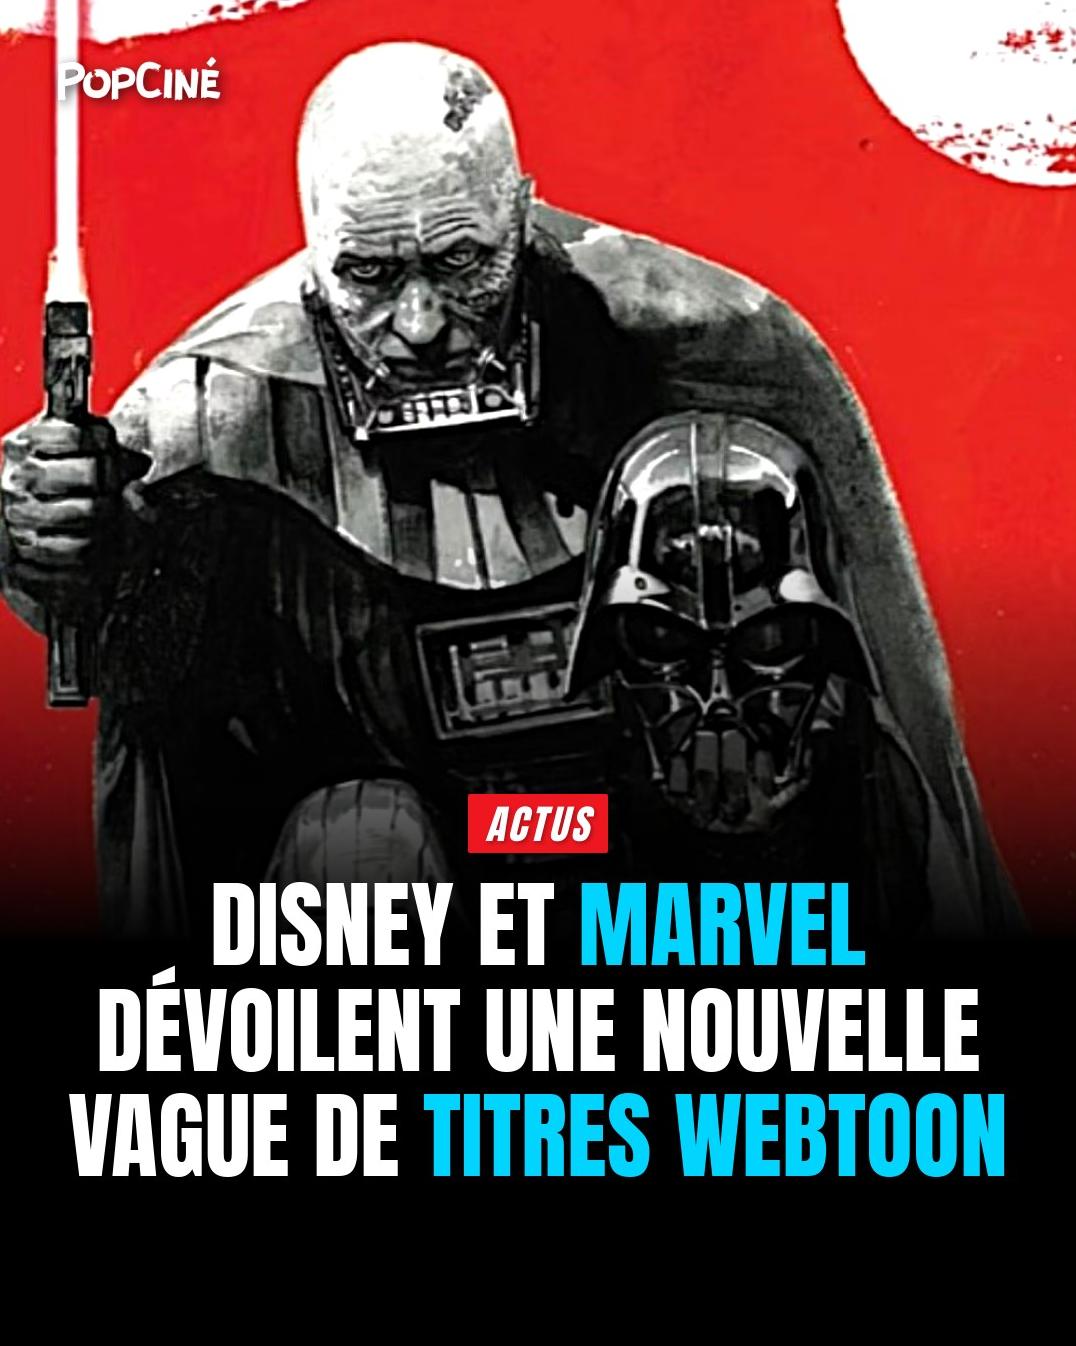 POPCINÉ
ACTUS
DISNEY ET MARVEL
DÉVOILENT UNE NOUVELLE
VAGUE DE TITRES WEBTOON